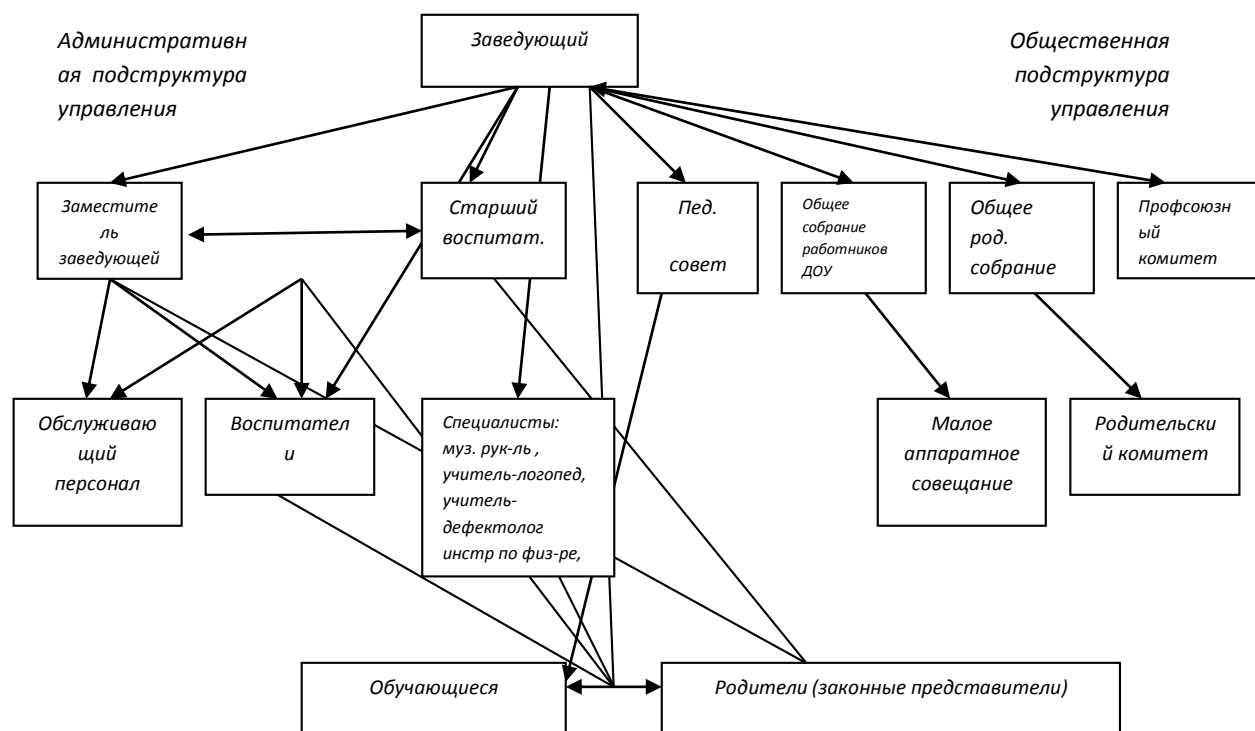 Административн
ая подструктура
управления
Заведующий
Общественная
подструктура
управления
Заместите
ль
заведующей
Старший
воспитат.
Пед.
совет
Общее
собрание
работников
ДОУ
Общее
род.
собрание
Профсоюзн
ый
комитет
Обслуживаю
щий
персонал
Воспитател
и
Специалисты:
муз. рук-ль ,
учитель-логопед,
учитель-
дефектолог
инстр по физ-ре,
Малое
аппаратное
совещание
Родительски
й комитет
Обучающиеся
Родители (законные представители)